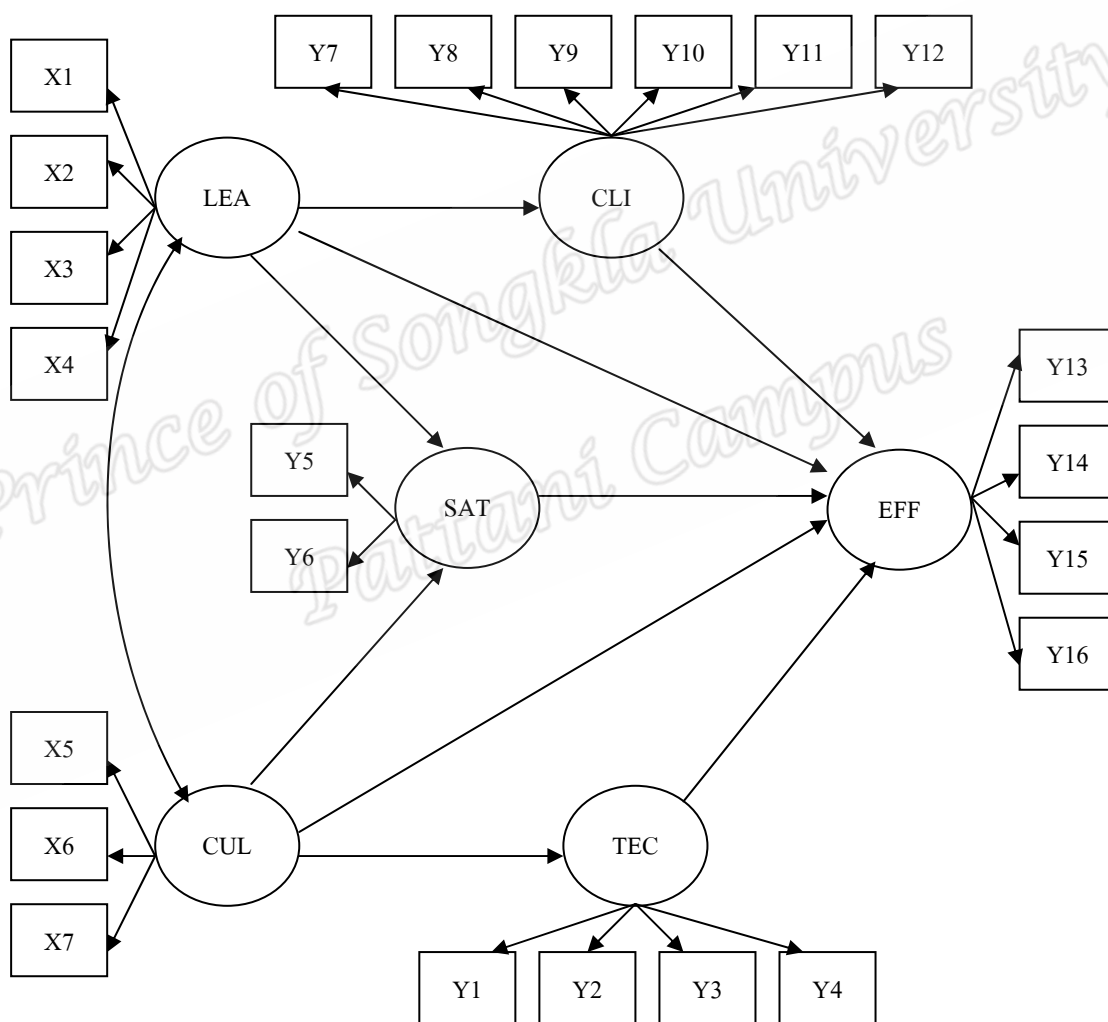 Y7 Y8 Y9 Y10 Y11 Y12
X1
X2
X3
X4
LEA
CLI
Y13
Y14
Y15
Y16
Y5
Y6
SAT
EFF
X5
X6
X7
CUL
TEC
Y1 Y2 Y3 Y4
Prince of Songkla University
Pattani Campus